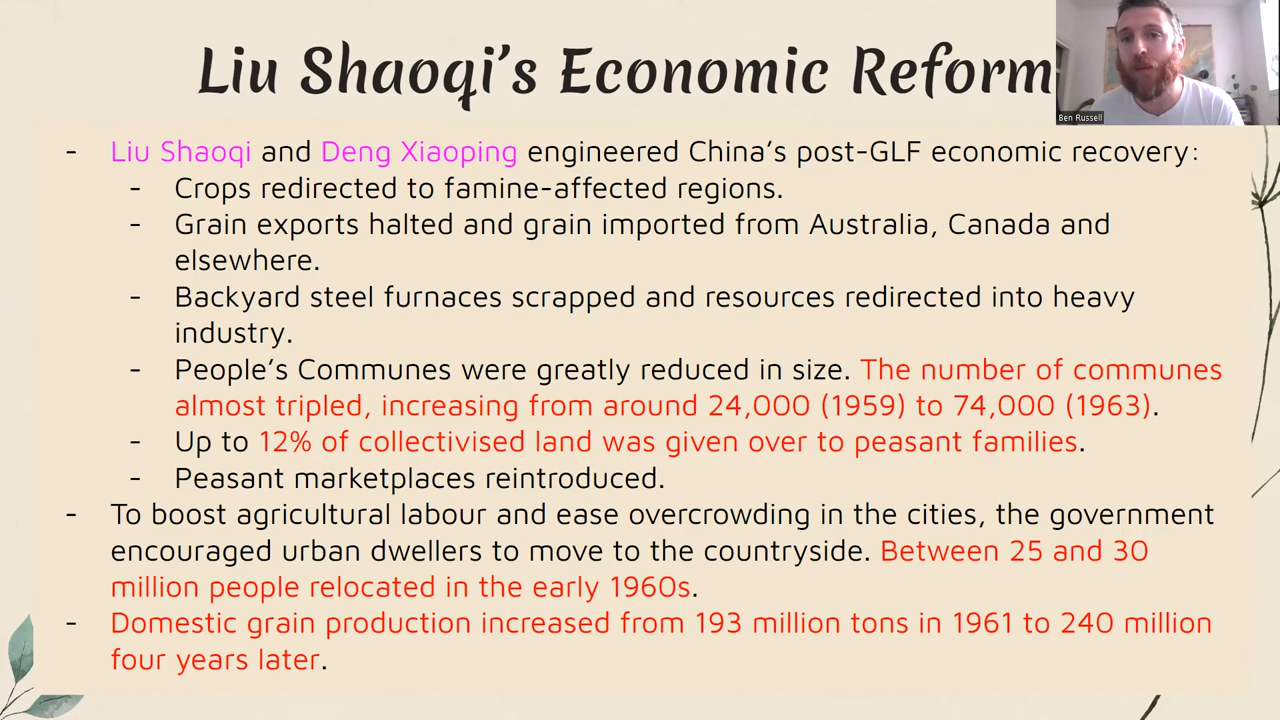 Liu Shaoqi's Economic Reform
Ben Russell
- Liu Shaoqi and Deng Xiaoping engineered China's post-GLF economic recovery:
- Crops redirected to famine-affected regions.
- Grain exports halted and grain imported from Australia, Canada and
elsewhere.
- Backyard steel furnaces scrapped and resources redirected into heavy
industry.
- People's Communes were greatly reduced in size. The number of communes
almost tripled, increasing from around 24,000 (1959) to 74,000 (1963).
- Up to 12% of collectivised land was given over to peasant families.
- Peasant marketplaces reintroduced.
- To boost agricultural labour and ease overcrowding in the cities, the government
encouraged urban dwellers to move to the countryside. Between 25 and 30
million people relocated in the early 1960s.
- Domestic grain production increased from 193 million tons in 1961 to 240 million
four years later.